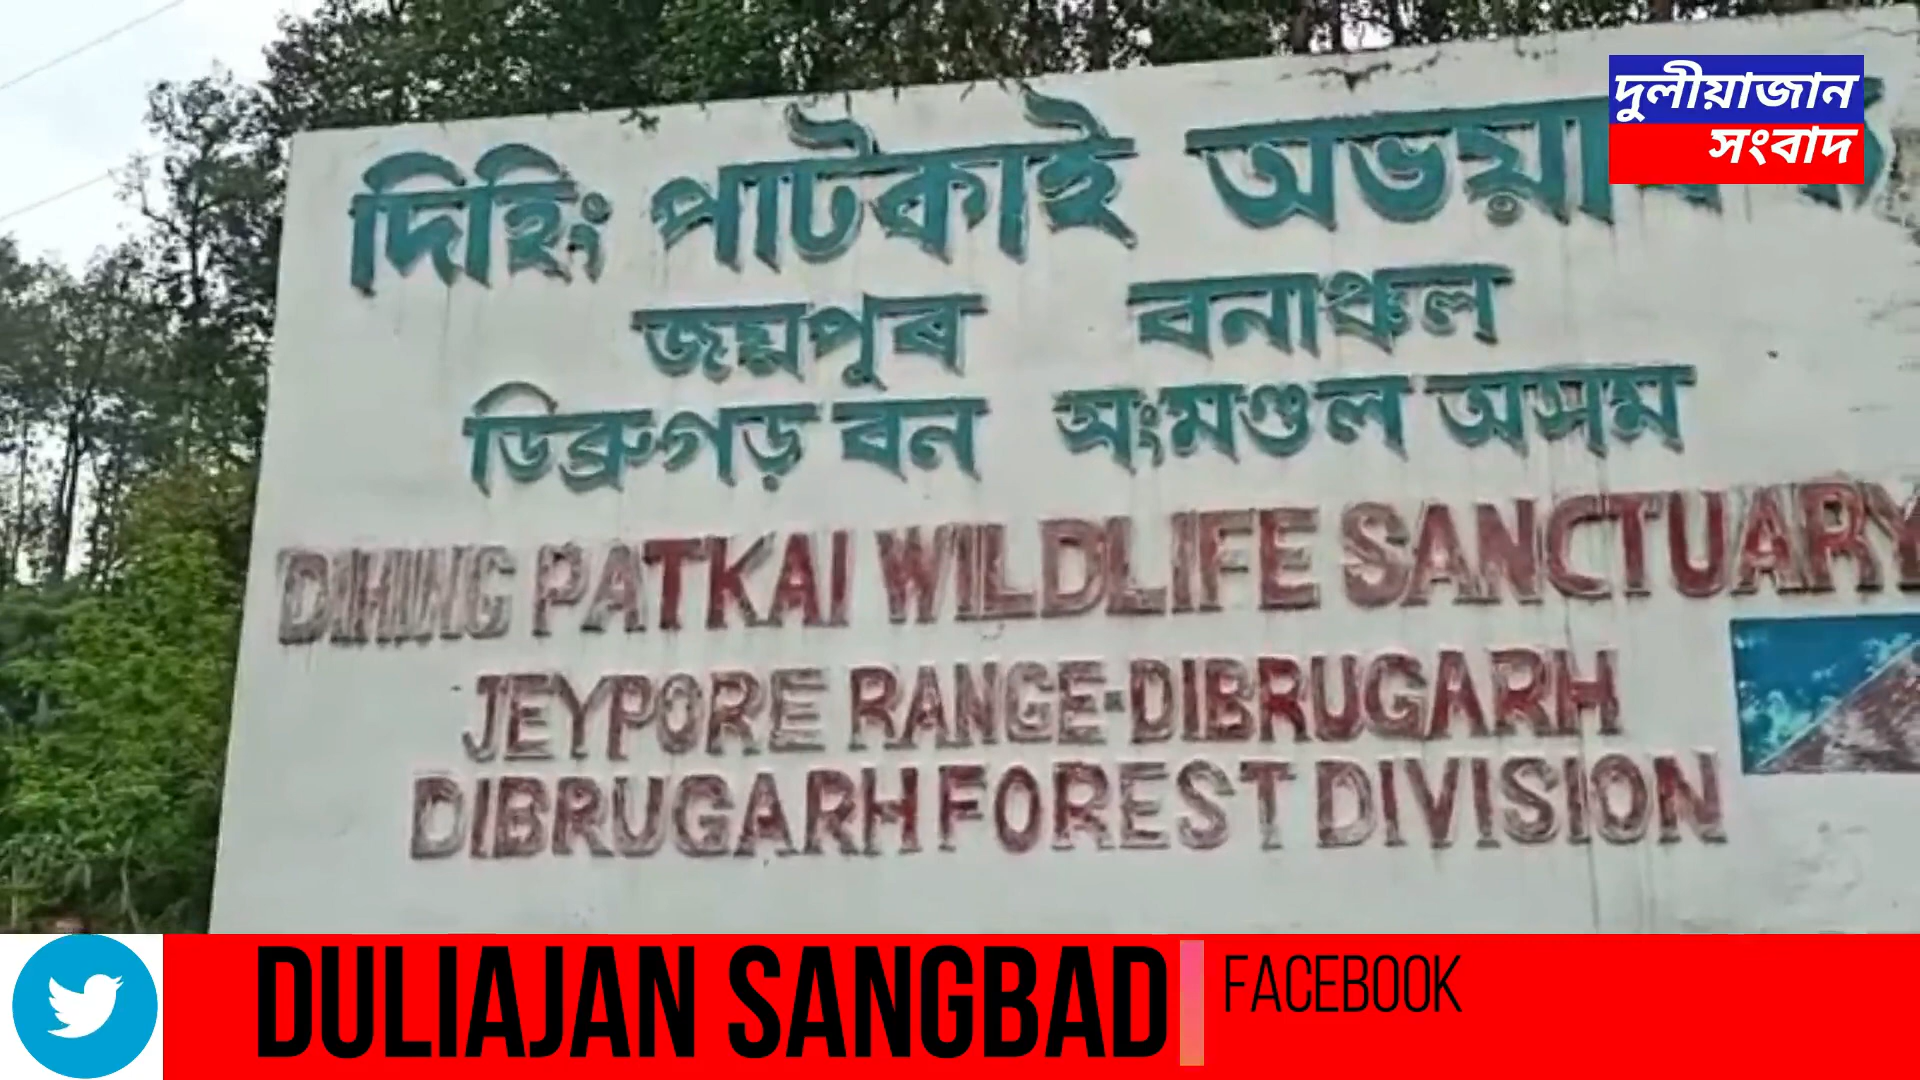 দুলীয়াজান
সংবাদ
দিহিং পাটকাই
জয়পুৰ বনাঞ্চল
ডিব্রুগড় বন সংমণ্ডল অসম
DIHING PATKAI WILDLIFE SANCTUARY
JEYPORE RANGE-DIBRUGARH
DIBRUGARH FOREST DIVISION
DULIAJAN SANGBAD
FACEBOOK